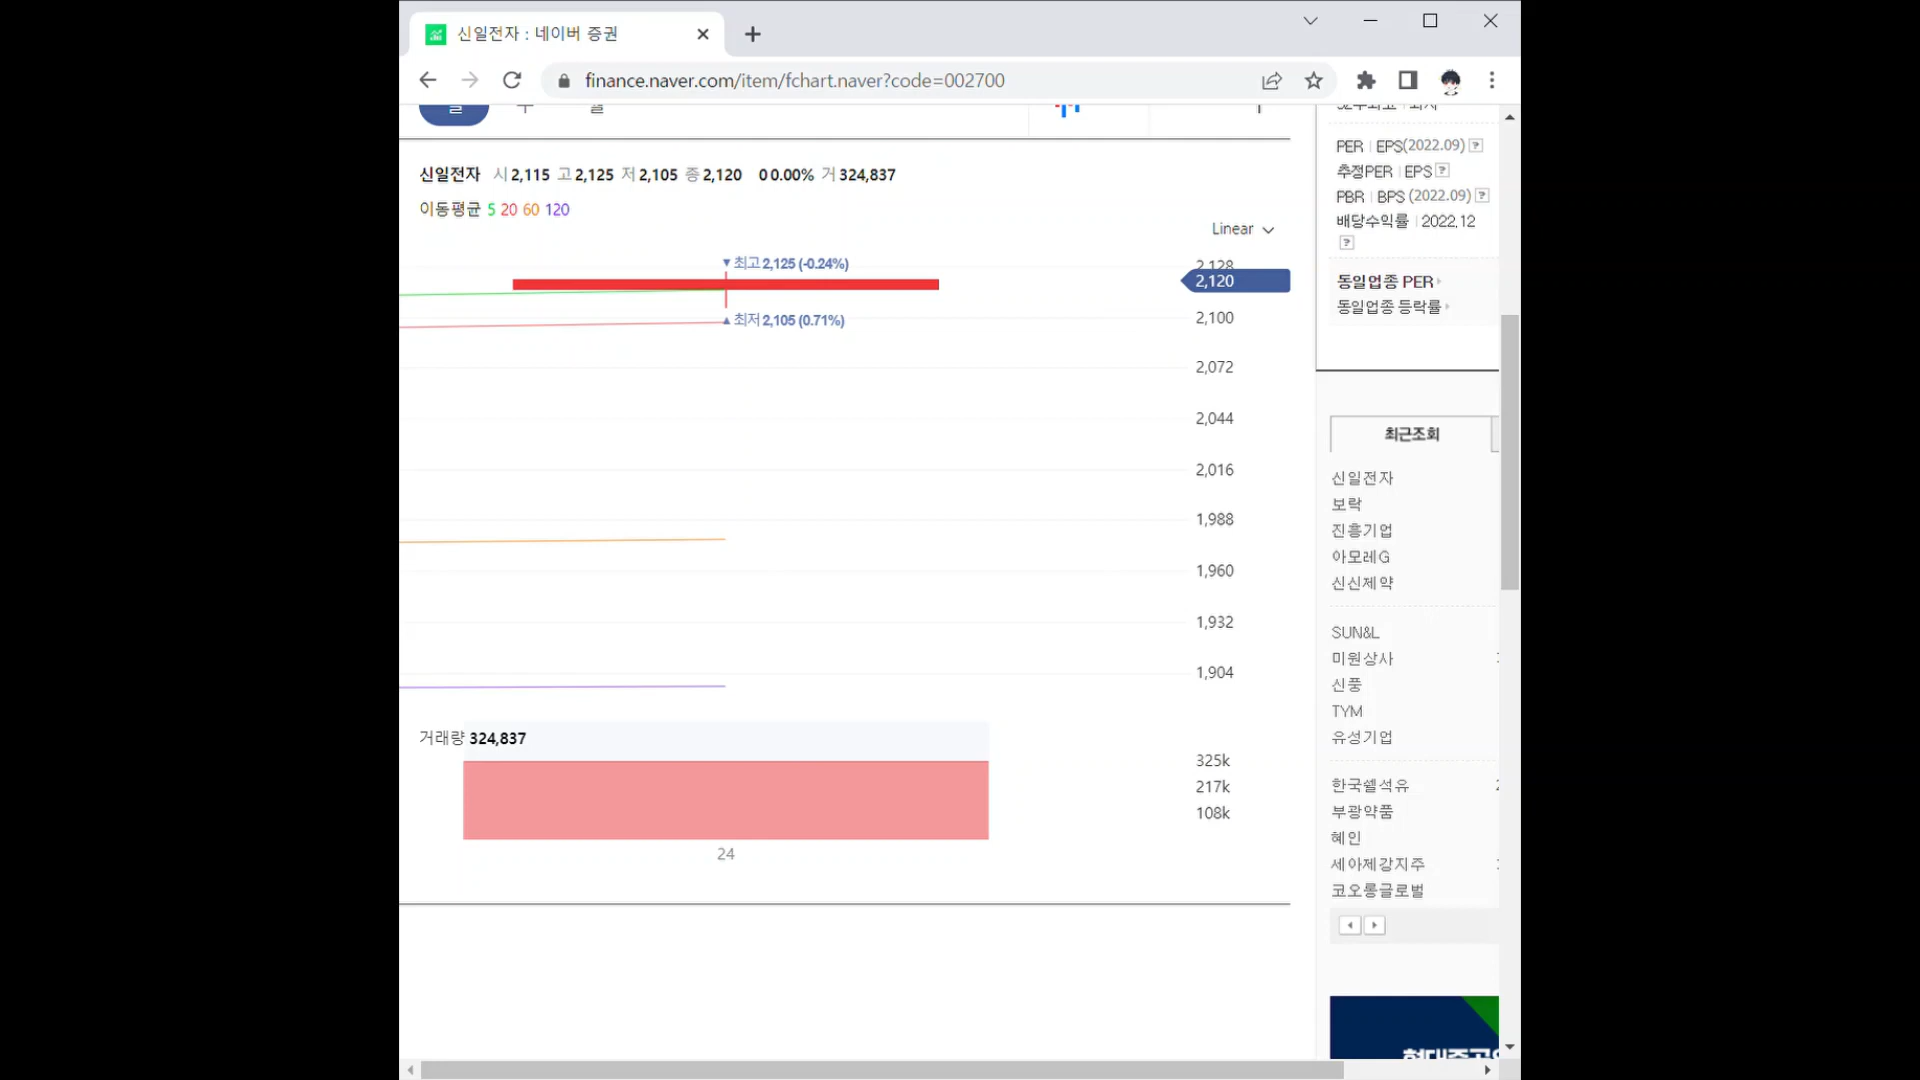 신일전자 : 네이버 증권
finance.naver.com/item/fchart.naver?code=002700
신일전자 시 2,115 고 2,125 저 2,105 종 2,120 0 0.00% 거 324,837
이동평균 5 20 60 120
Linear
▼최고 2,125 (-0.24%)
▲최저 2,105 (0.71%)
2,128
2,120
2,100
2,072
2,044
2,016
1,988
1,960
1,932
1,904
거래량 324,837
325k
217k
108k
24
PER | EPS(2022.09) ?
추정PER | EPS ?
PBR | BPS (2022.09) ?
배당수익률 | 2022.12
?
동일업종 PER
동일업종 등락률
최근조회
신일전자
보락
진흥기업
아모레G
신신제약
SUN&L
미원상사
신풍
TYM
유성기업
한국쉘석유
부광약품
혜인
세아제강지주
코오롱글로벌